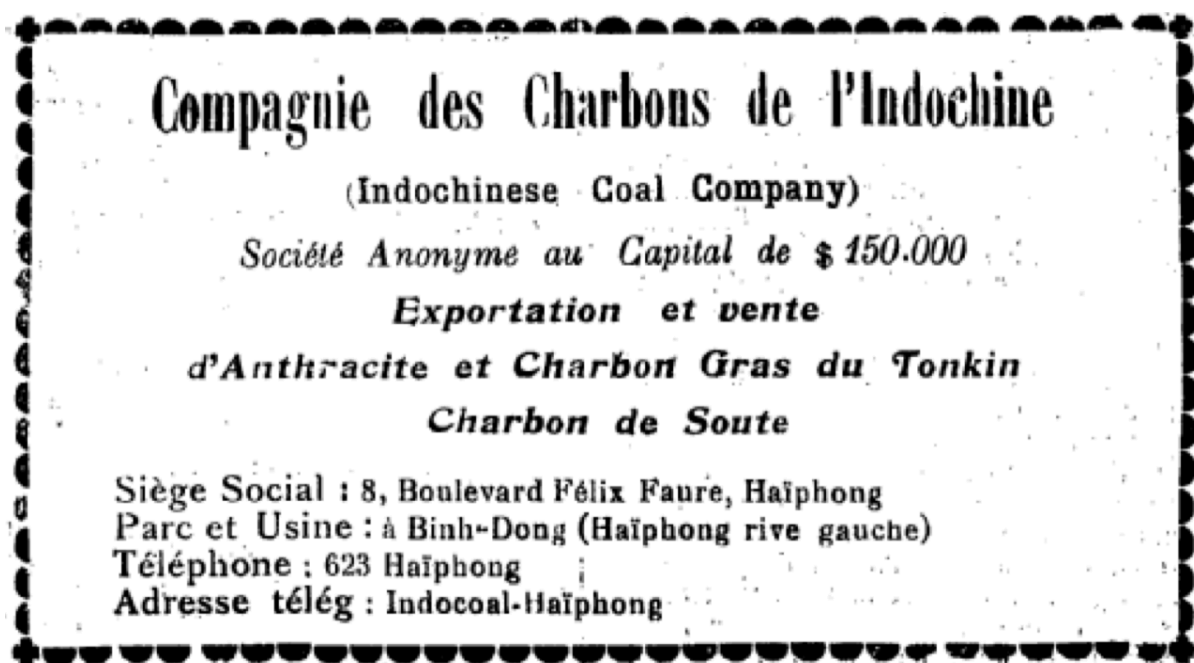 Compagnie des Charbons de l'Indochine
(Indochinese Coal Company)
Société Anonyme au Capital de $ 150.000
Exportation et vente
d'Anthracite et Charbon Gras du Tonkin
Charbon de Soute
Siège Social : 8, Boulevard Félix Faure, Haïphong
Parc et Usine : à Binh-Dong (Haïphong rive gauche)
Téléphone : 623 Haïphong
Adresse télég : Indocoal-Haïphong